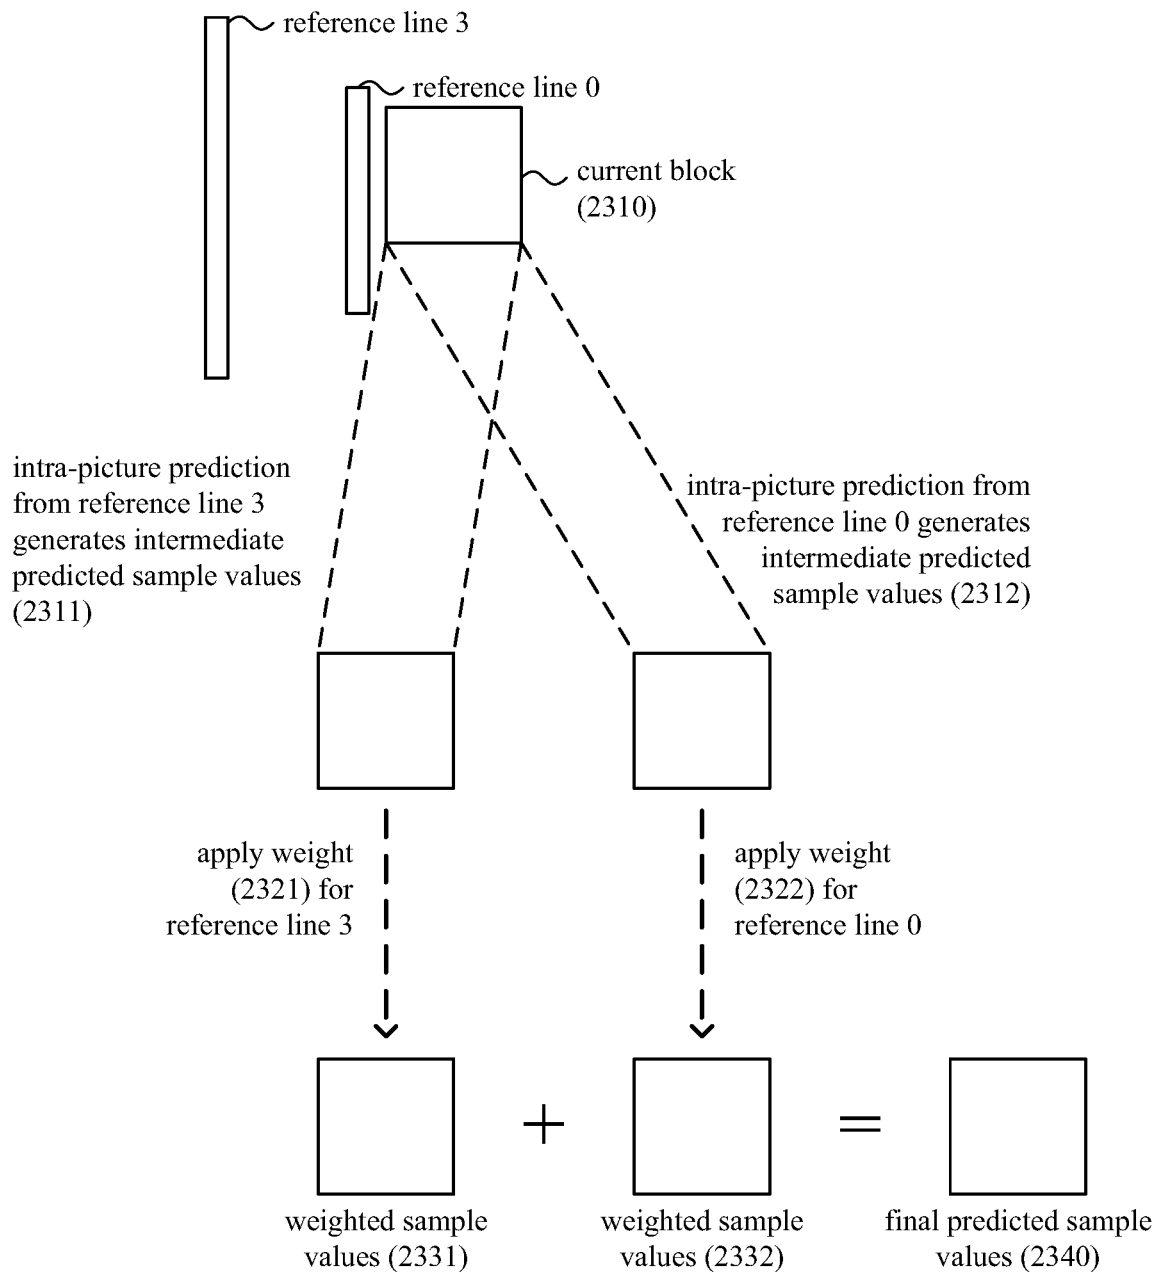 reference line 3
reference line 0
current block
(2310)
intra-picture prediction
from reference line 3
generates intermediate
predicted sample values
(2311)
intra-picture prediction from
reference line 0 generates
intermediate predicted
sample values (2312)
apply weight
(2321) for
reference line 3
apply weight
(2322) for
reference line 0
+
=
weighted sample
values (2331)
weighted sample
values (2332)
final predicted sample
values (2340)